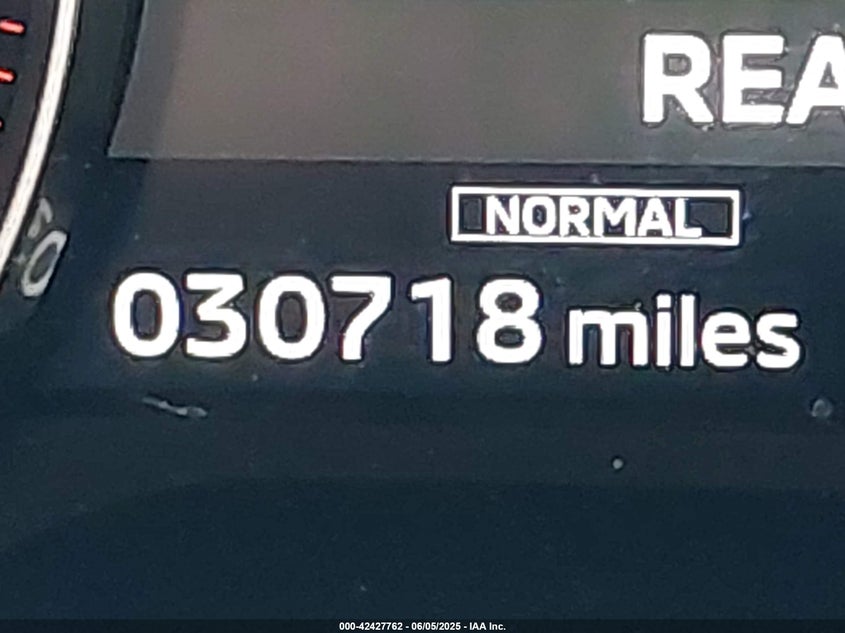 REA
NORMAL
030718 miles
000-42427762 - 06/05/2025 - IAA Inc.